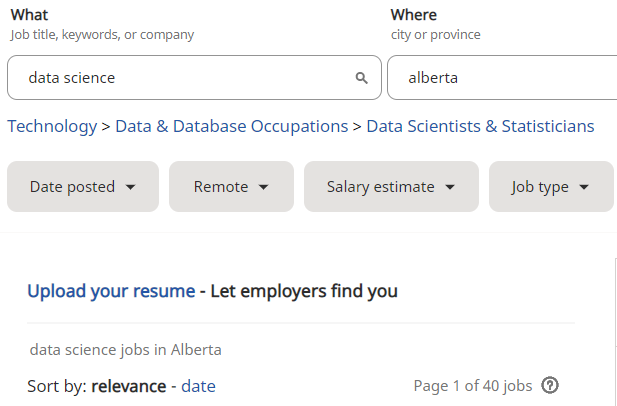 What Where
Job title, keywords, or company city or province
data science alberta
Technology > Data & Database Occupations > Data Scientists & Statisticians
Date posted Remote Salary estimate Job type
Upload your resume - Let employers find you
data science jobs in Alberta
Sort by: relevance - date Page 1 of 40 jobs ?